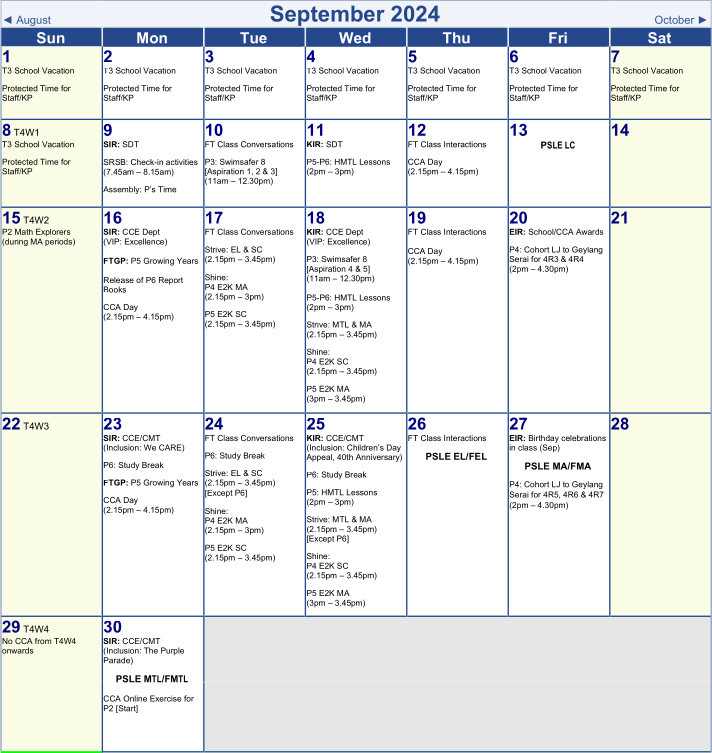 ◄ August
September 2024
October ►
Sun Mon Tue Wed Thu Fri Sat
1
T3 School Vacation
Protected Time for
Staff/KP
2
T3 School Vacation
Protected Time for
Staff/KP
3
T3 School Vacation
Protected Time for
Staff/KP
4
T3 School Vacation
Protected Time for
Staff/KP
5
T3 School Vacation
Protected Time for
Staff/KP
6
T3 School Vacation
Protected Time for
Staff/KP
7
T3 School Vacation
Protected Time for
Staff/KP
8 T4W1
T3 School Vacation
Protected Time for
Staff/KP
9
SIR: SDT
SRSB: Check-in activities
(7.45am – 8.15am)
Assembly: P's Time
10
FT Class Conversations
P3: Swimsafer 8
[Aspiration 1, 2 & 3]
(11am – 12.30pm)
11
KIR: SDT
P5-P6: HMTL Lessons
(2pm – 3pm)
12
FT Class Interactions
CCA Day
(2.15pm – 4.15pm)
13
PSLE LC
14
15 T4W2
P2 Math Explorers
(during MA periods)
16
SIR: CCE Dept
(VIP: Excellence)
FTGP: P5 Growing Years
Release of P6 Report
Books
CCA Day
(2.15pm – 4.15pm)
17
FT Class Conversations
Strive: EL & SC
(2.15pm – 3.45pm)
Shine:
P4 E2K MA
(2.15pm – 3pm)
P5 E2K SC
(2.15pm – 3.45pm)
18
KIR: CCE Dept
(VIP: Excellence)
P3: Swimsafer 8
[Aspiration 4 & 5]
(11am – 12.30pm)
P5-P6: HMTL Lessons
(2pm – 3pm)
Strive: MTL & MA
(2.15pm – 3.45pm)
Shine:
P4 E2K SC
(2.15pm – 3.45pm)
P5 E2K MA
(3pm – 3.45pm)
19
FT Class Interactions
CCA Day
(2.15pm – 4.15pm)
20
EIR: School/CCA Awards
P4: Cohort LJ to Geylang
Serai for 4R3 & 4R4
(2pm – 4.30pm)
21
22 T4W3
23
SIR: CCE/CMT
(Inclusion: We CARE)
P6: Study Break
FTGP: P5 Growing Years
CCA Day
(2.15pm – 4.15pm)
24
FT Class Conversations
P6: Study Break
Strive: EL & SC
(2.15pm – 3.45pm)
[Except P6]
Shine:
P4 E2K MA
(2.15pm – 3pm)
P5 E2K SC
(2.15pm – 3.45pm)
25
KIR: CCE/CMT
(Inclusion: Children's Day
Appeal, 40th Anniversary)
P6: Study Break
P5: HMTL Lessons
(2pm – 3pm)
Strive: MTL & MA
(2.15pm – 3.45pm)
[Except P6]
Shine:
P4 E2K SC
(2.15pm – 3.45pm)
P5 E2K MA
(3pm – 3.45pm)
26
FT Class Interactions
PSLE EL/FEL
27
EIR: Birthday celebrations
in class (Sep)
PSLE MA/FMA
P4: Cohort LJ to Geylang
Serai for 4R5, 4R6 & 4R7
(2pm – 4.30pm)
28
29 T4W4
No CCA from T4W4
onwards
30
SIR: CCE/CMT
(Inclusion: The Purple
Parade)
PSLE MTL/FMTL
CCA Online Exercise for
P2 [Start]